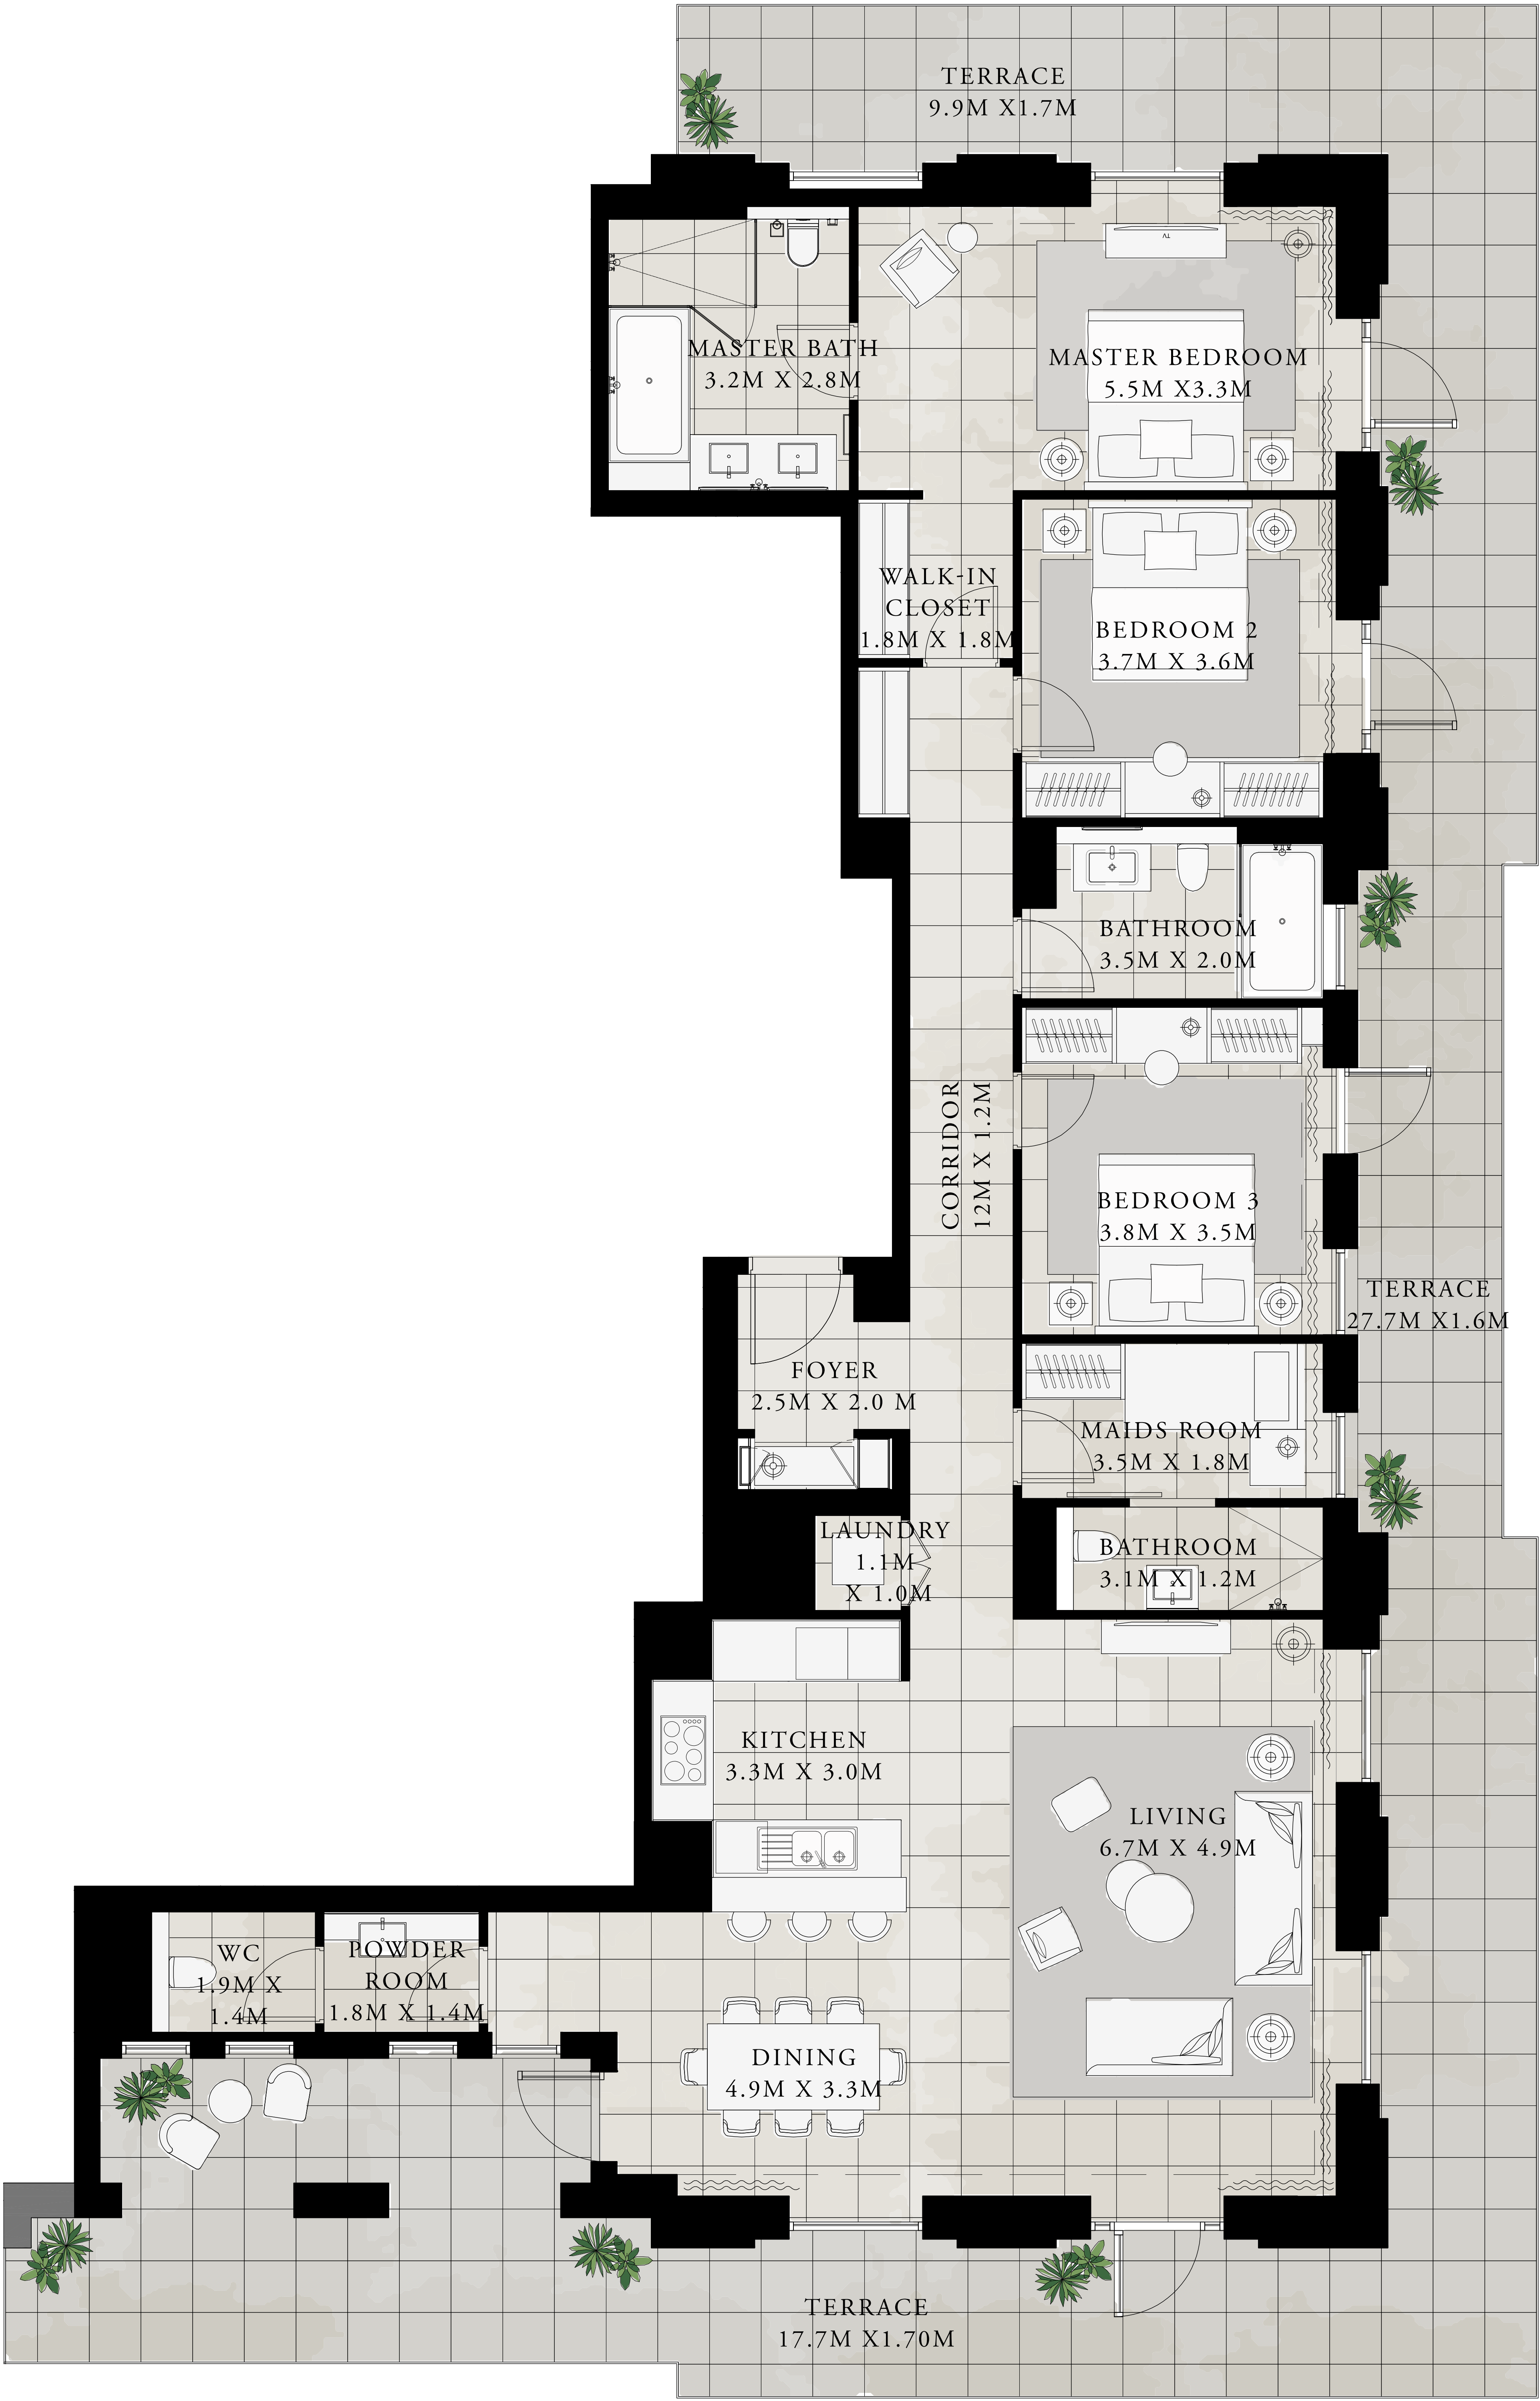 TERRACE
9.9M X1.7M
TV
MASTER BATH
3.2M X 2.8M
MASTER BEDROOM
5.5M X3.3M
WALK-IN
CLOSET
1.8M X 1.8M
BEDROOM 2
3.7M X 3.6M
BATHROOM
3.5M X 2.0M
CORRIDOR
12M X 1.2M
BEDROOM 3
3.8M X 3.5M
TERRACE
27.7M X1.6M
FOYER
2.5M X 2.0 M
MAIDS ROOM
3.5M X 1.8M
LAUNDRY
1.1M
X 1.0M
BATHROOM
3.1M X 1.2M
KITCHEN
3.3M X 3.0M
LIVING
6.7M X 4.9M
WC
1.9M X
1.4M
POWDER
ROOM
1.8M X 1.4M
DINING
4.9M X 3.3M
TERRACE
17.7M X1.70M